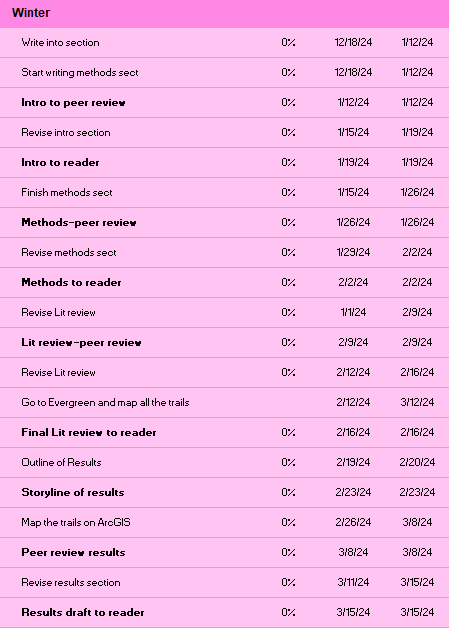 Winter
Write into section 0% 12/18/24 1/12/24
Start writing methods sect 0% 12/18/24 1/12/24
Intro to peer review 0% 1/12/24 1/12/24
Revise intro section 0% 1/15/24 1/19/24
Intro to reader 0% 1/19/24 1/19/24
Finish methods sect 0% 1/15/24 1/26/24
Methods-peer review 0% 1/26/24 1/26/24
Revise methods sect 0% 1/29/24 2/2/24
Methods to reader 0% 2/2/24 2/2/24
Revise Lit review 0% 1/1/24 2/9/24
Lit review-peer review 0% 2/9/24 2/9/24
Revise Lit review 0% 2/12/24 2/16/24
Go to Evergreen and map all the trails 2/12/24 3/12/24
Final Lit review to reader 0% 2/16/24 2/16/24
Outline of Results 0% 2/19/24 2/20/24
Storyline of results 0% 2/23/24 2/23/24
Map the trails on ArcGIS 0% 2/26/24 3/8/24
Peer review results 0% 3/8/24 3/8/24
Revise results section 0% 3/11/24 3/15/24
Results draft to reader 0% 3/15/24 3/15/24